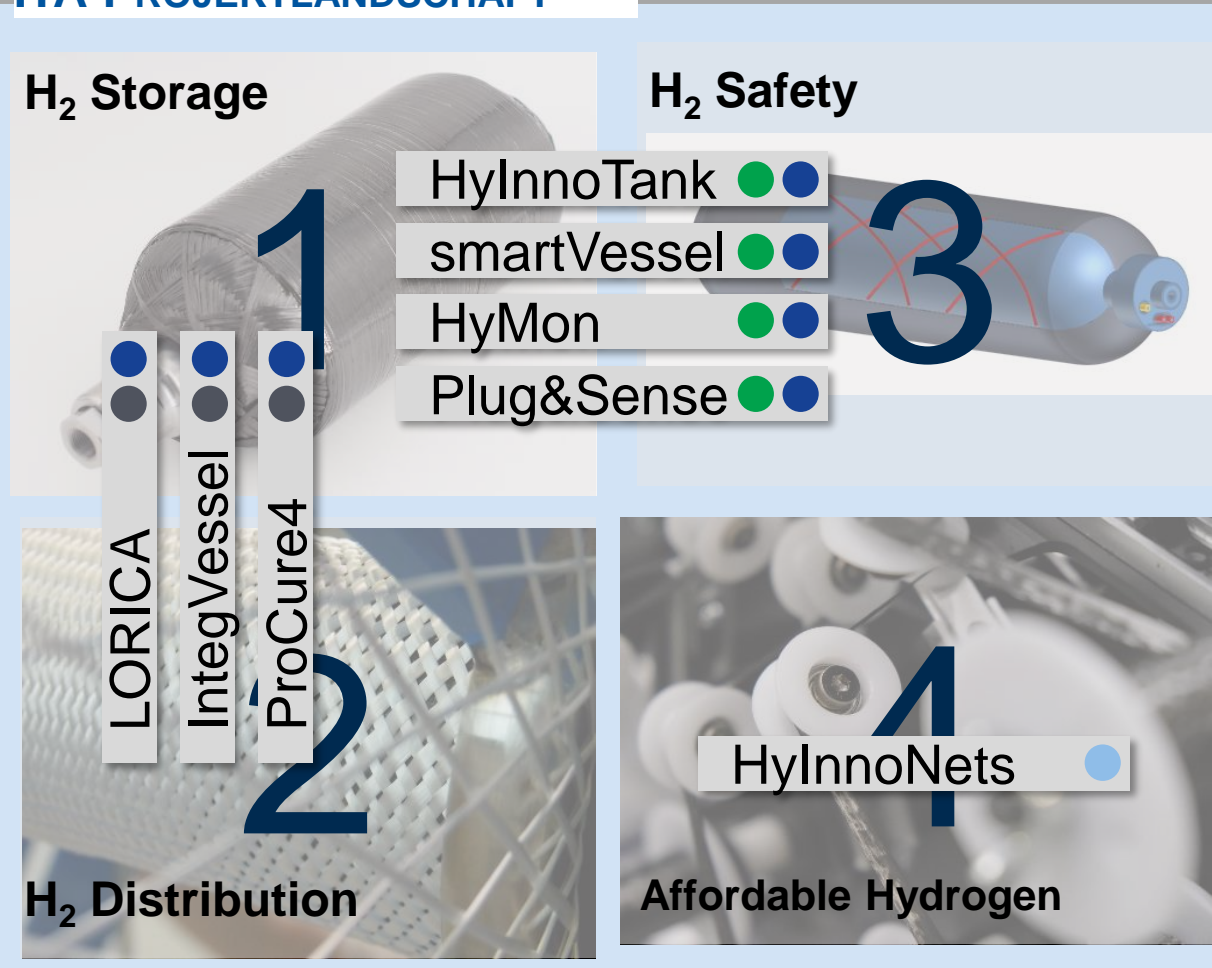 PROJEKTLANDSCHAFT
H₂ Storage
H₂ Safety
1
3
HyInnoTank
smartVessel
HyMon
Plug&Sense
LORICA
IntegVessel
ProCure4
2
4
HyInnoNets
H₂ Distribution
Affordable Hydrogen